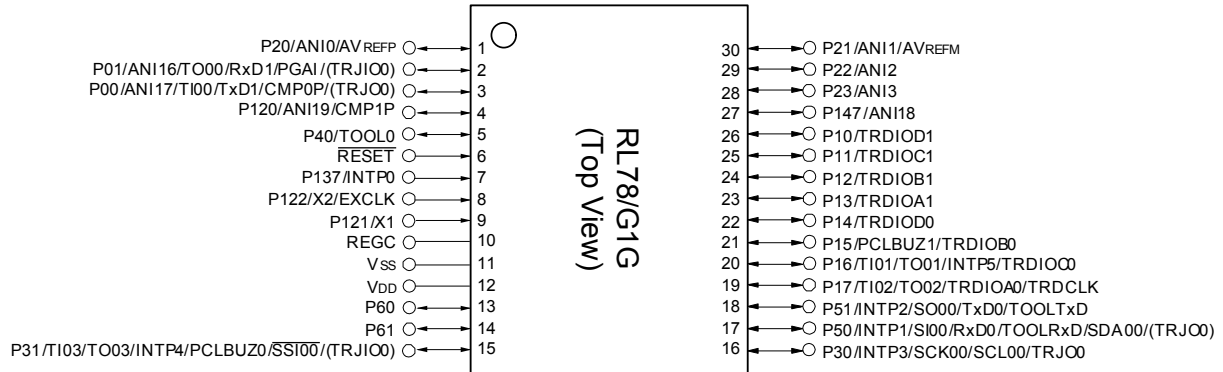 P20/ANI0/AVREFP 1
P01/ANI16/TO00/RxD1/PGAI/(TRJIO0) 2
P00/ANI17/TI00/TxD1/CMP0P/(TRJO0) 3
P120/ANI19/CMP1P 4
P40/TOOL0 5
RESET 6
P137/INTP0 7
P122/X2/EXCLK 8
P121/X1 9
REGC 10
VSS 11
VDD 12
P60 13
P61 14
P31/TI03/TO03/INTP4/PCLBUZ0/SSI00/(TRJIO0) 15
RL78/G1G
(Top View)
30 P21/ANI1/AVREFM
29 P22/ANI2
28 P23/ANI3
27 P147/ANI18
26 P10/TRDIOD1
25 P11/TRDIOC1
24 P12/TRDIOB1
23 P13/TRDIOA1
22 P14/TRDIOD0
21 P15/PCLBUZ1/TRDIOB0
20 P16/TI01/TO01/INTP5/TRDIOC0
19 P17/TI02/TO02/TRDIOA0/TRDCLK
18 P51/INTP2/SO00/TxD0/TOOLTxD
17 P50/INTP1/SI00/RxD0/TOOLRxD/SDA00/(TRJO0)
16 P30/INTP3/SCK00/SCL00/TRJO0